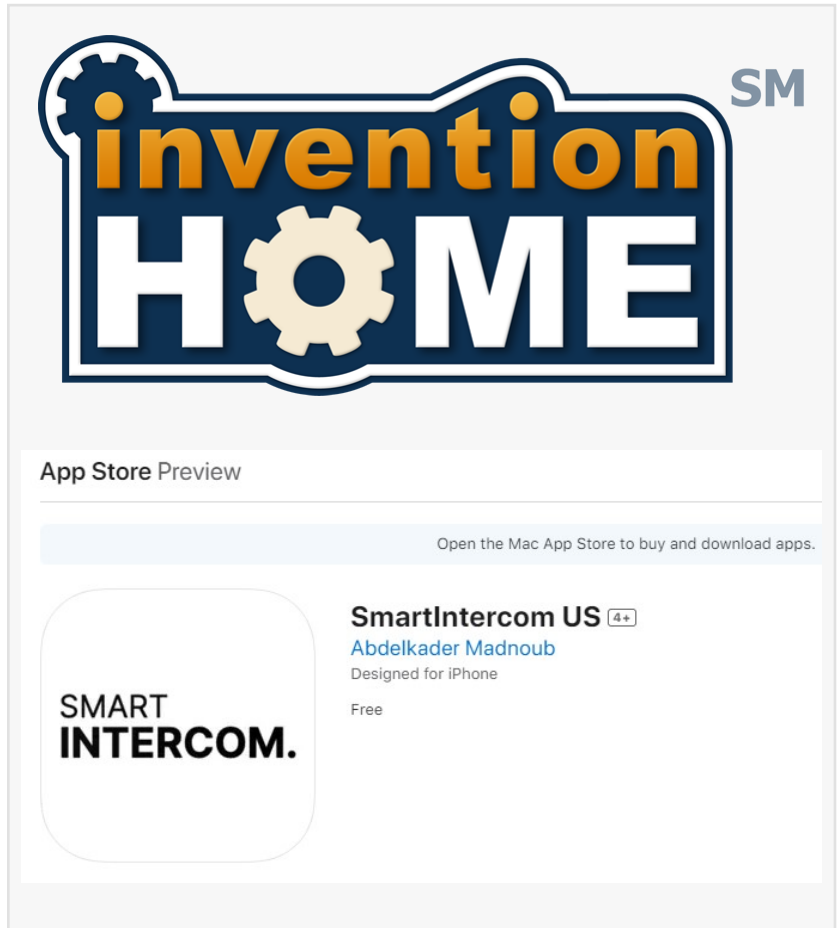 invention
HOME
SM
App Store Preview
Open the Mac App Store to buy and download apps.
SMART
INTERCOM.
SmartIntercom US 4+
Abdelkader Madnoub
Designed for iPhone
Free